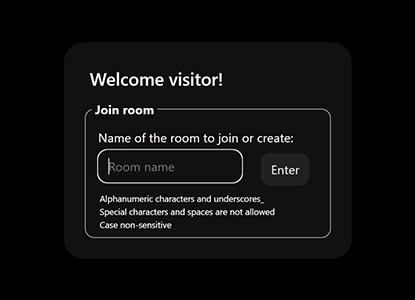 Welcome visitor!
Join room
Name of the room to join or create:
Room name
Enter
Alphanumeric characters and underscores_
Special characters and spaces are not allowed
Case non-sensitive